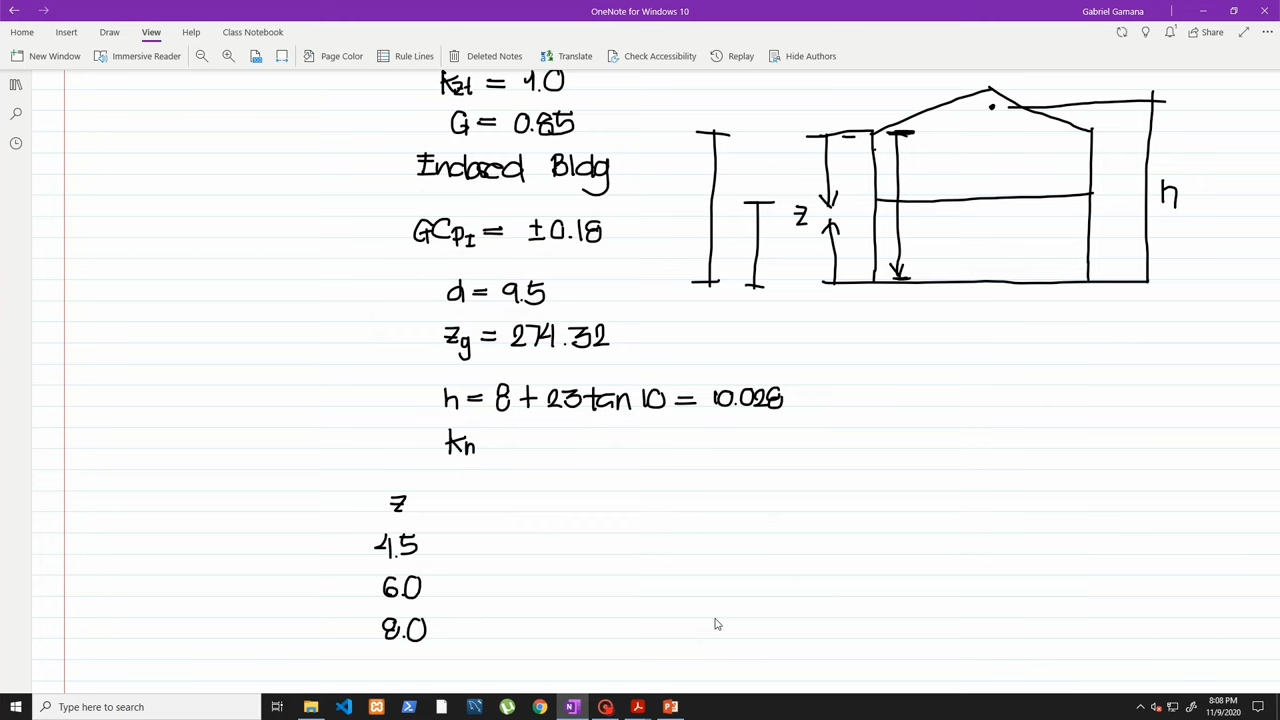 OneNote for Windows 10
Gabriel Gamana
Home Insert Draw View Help Class Notebook
Share
New Window Immersive Reader Page Color Rule Lines Deleted Notes Translate Check Accessibility Replay Hide Authors
Kzt = 1.0
G = 0.85
Enclosed Bldg
GCpi = ±0.18
α = 9.5
zg = 274.32
h = 8 + 23tan 10 = 10.028
Kh
z
4.5
6.0
8.0
z
h
Type here to search
8:08 PM
11/9/2020